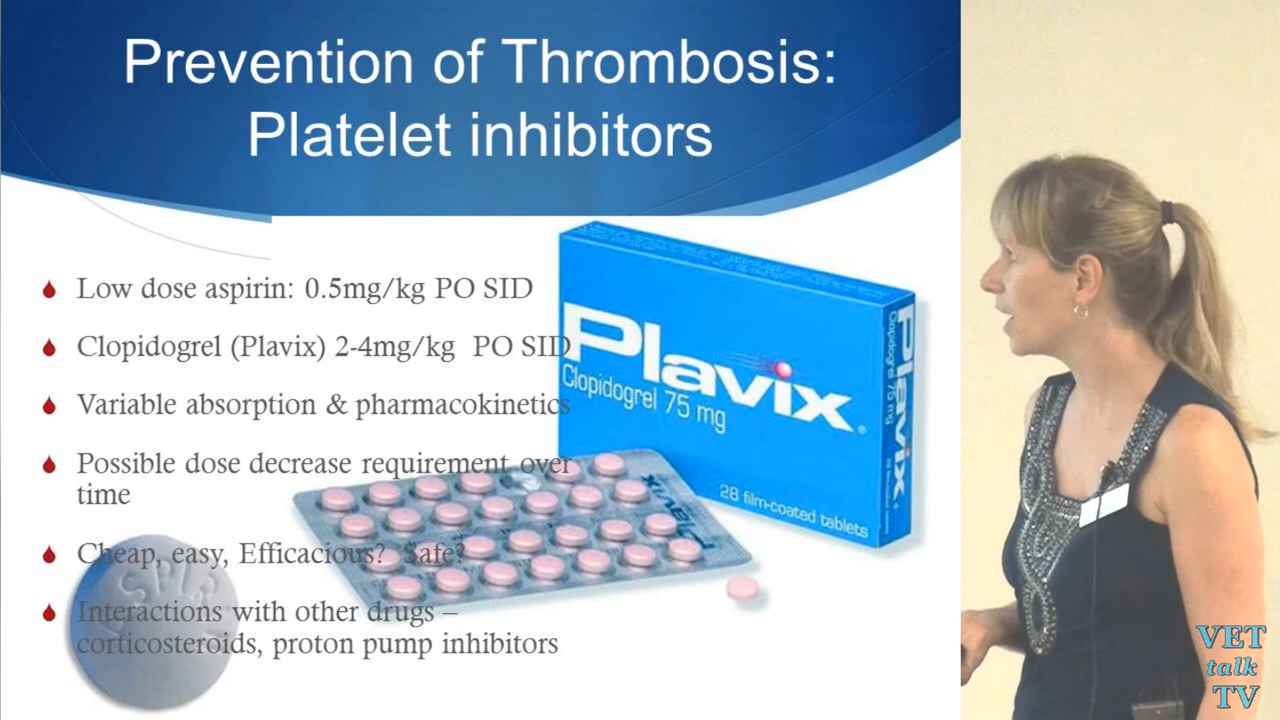 Prevention of Thrombosis:
Platelet inhibitors
Low dose aspirin: 0.5mg/kg PO SID
Clopidogrel (Plavix) 2-4mg/kg PO SID
Variable absorption & pharmacokinetics
Possible dose decrease requirement over
time
Cheap, easy, Efficacious? Safe?
Interactions with other drugs –
corticosteroids, proton pump inhibitors
Plavix
Clopidogrel 75 mg
28 film-coated tablets
Plavix
Clopidogrel 75 mg
PLAVIX
ASPIRI
VET
talk
TV